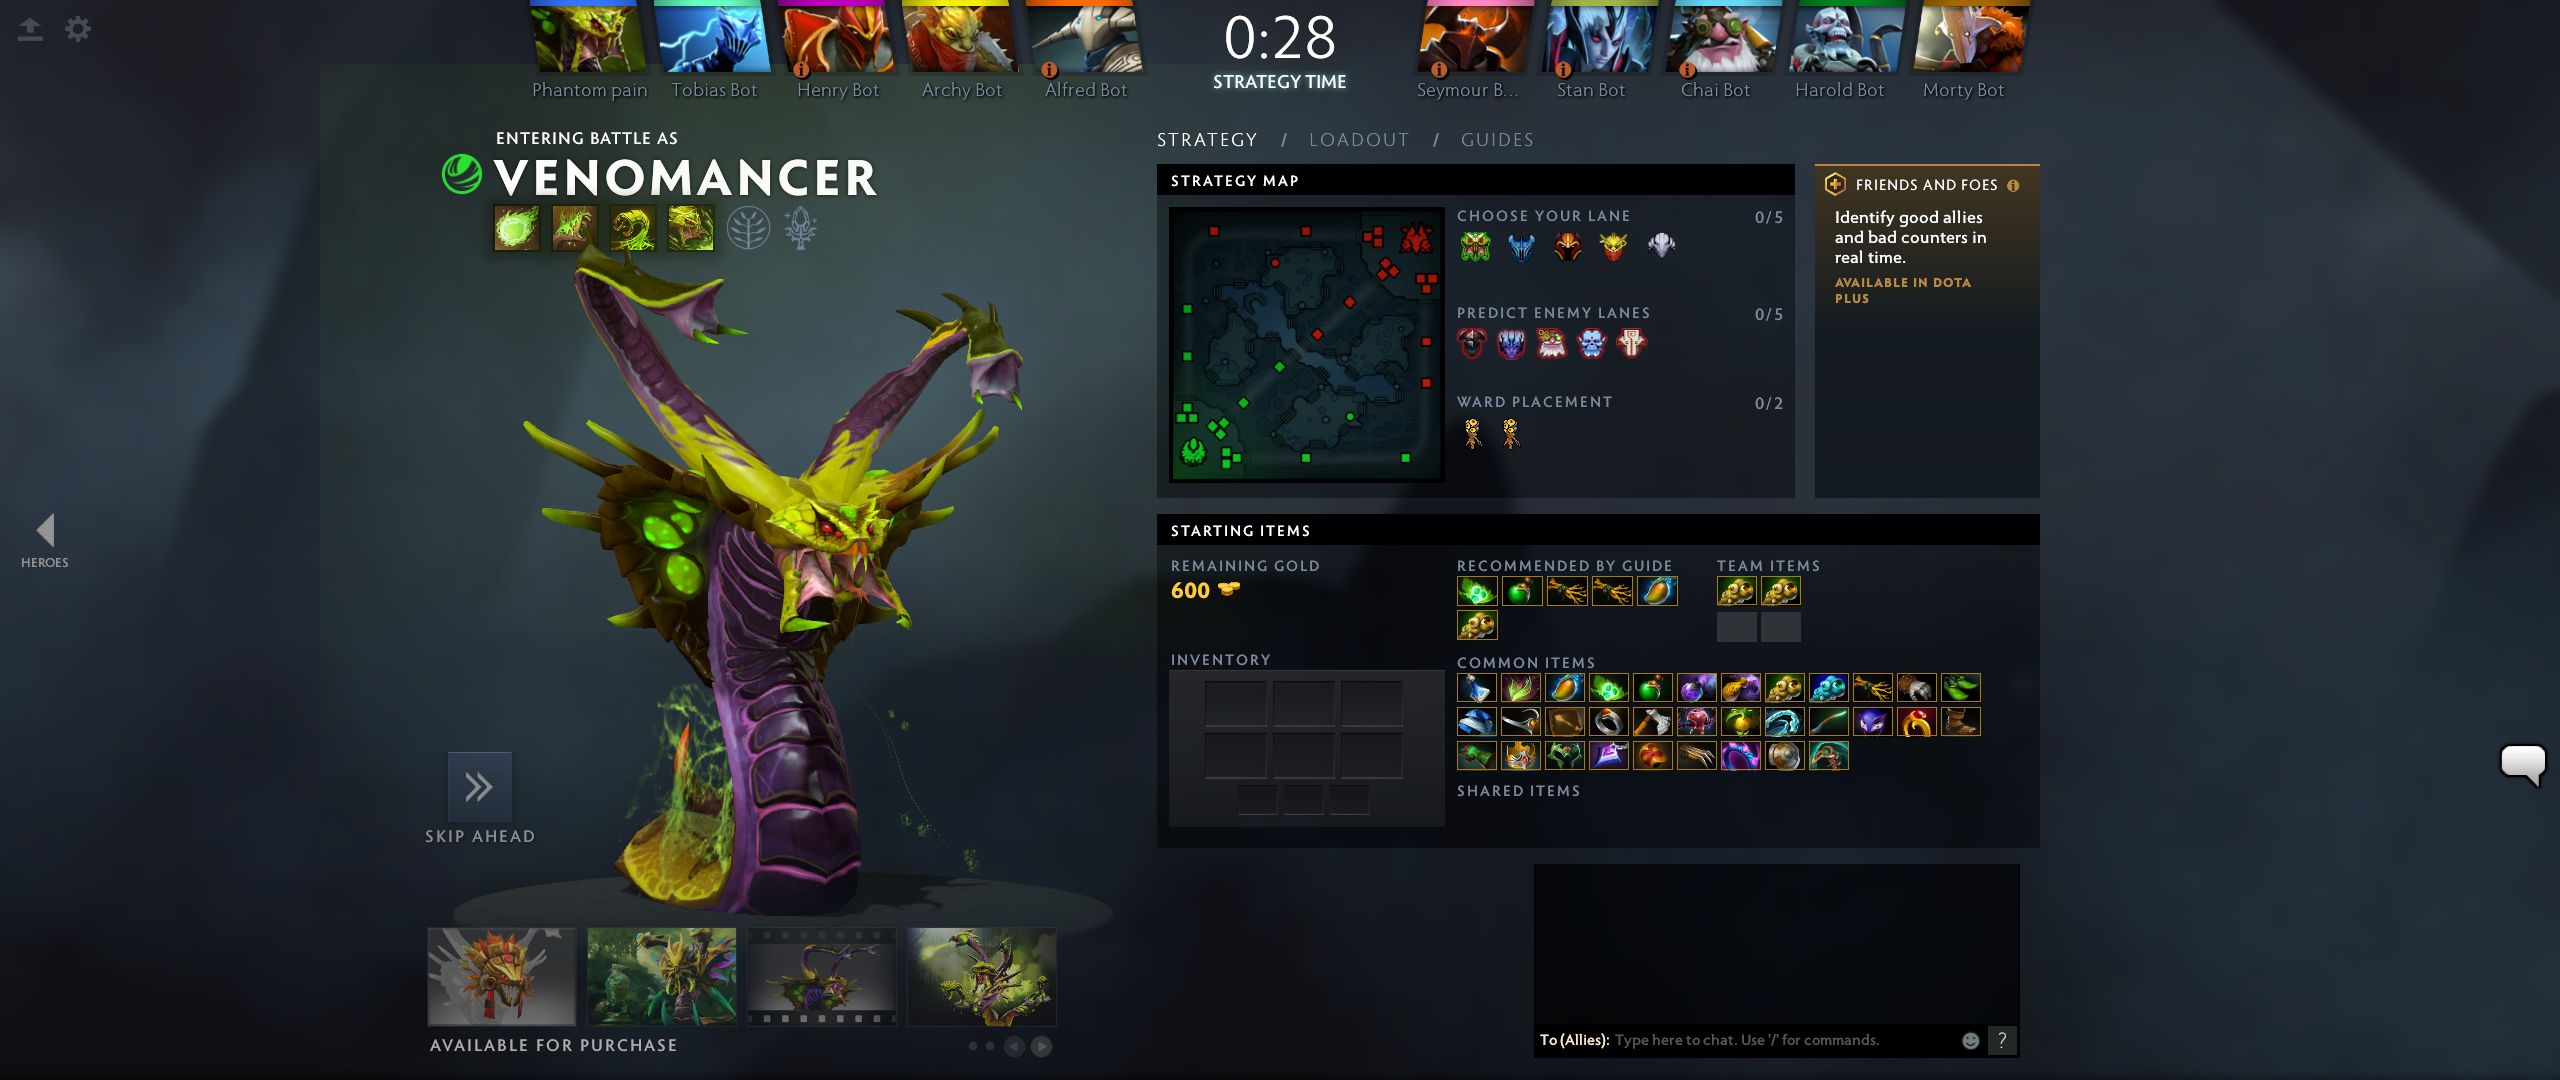 0:28
STRATEGY TIME
Phantom pain
Tobias Bot
Henry Bot
Archy Bot
Alfred Bot
Seymour B...
Stan Bot
Chai Bot
Harold Bot
Morty Bot
ENTERING BATTLE AS
VENOMANCER
HEROES
SKIP AHEAD
AVAILABLE FOR PURCHASE
STRATEGY / LOADOUT / GUIDES
STRATEGY MAP
CHOOSE YOUR LANE 0/5
PREDICT ENEMY LANES 0/5
WARD PLACEMENT 0/2
FRIENDS AND FOES
Identify good allies
and bad counters in
real time.
AVAILABLE IN DOTA
PLUS
STARTING ITEMS
REMAINING GOLD
600
INVENTORY
RECOMMENDED BY GUIDE
TEAM ITEMS
COMMON ITEMS
SHARED ITEMS
To (Allies): Type here to chat. Use '/' for commands.
?